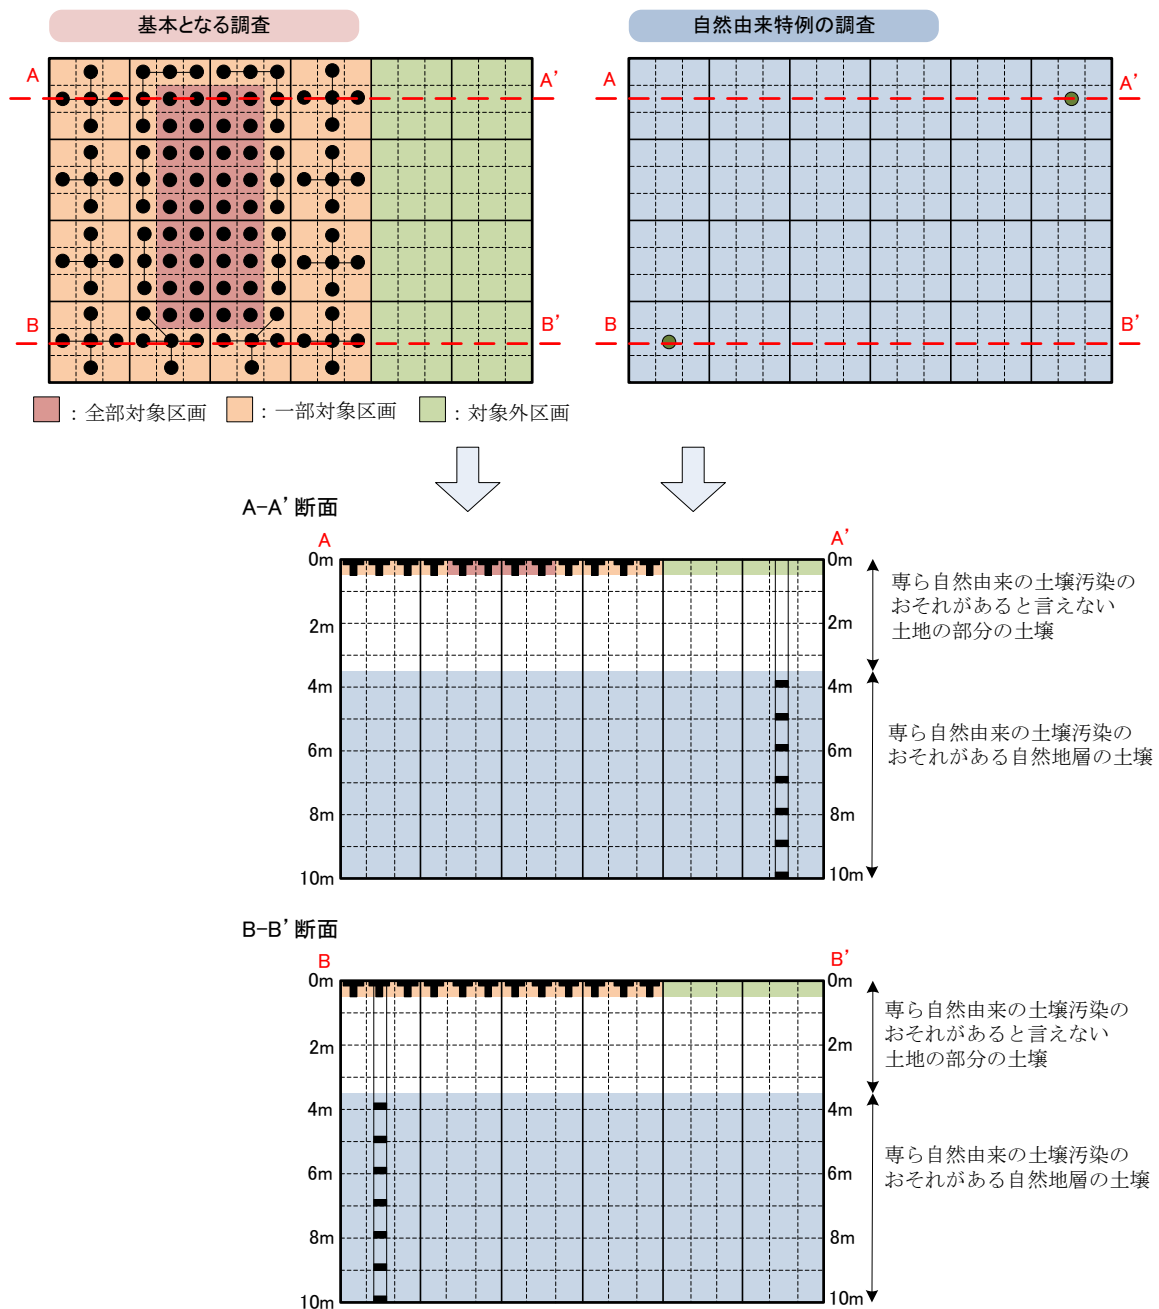 基本となる調査
自然由来特例の調査
A
A'
A
A'
B
B'
B
B'
：全部対象区画
：一部対象区画
：対象外区画
A-A'断面
A
A'
0m
0m
2m
2m
4m
4m
6m
6m
8m
8m
10m
10m
専ら自然由来の土壌汚染の
おそれがあると言えない
土地の部分の土壌
専ら自然由来の土壌汚染の
おそれがある自然地層の土壌
B-B'断面
B
B'
0m
0m
2m
2m
4m
4m
6m
6m
8m
8m
10m
10m
専ら自然由来の土壌汚染の
おそれがあると言えない
土地の部分の土壌
専ら自然由来の土壌汚染の
おそれがある自然地層の土壌